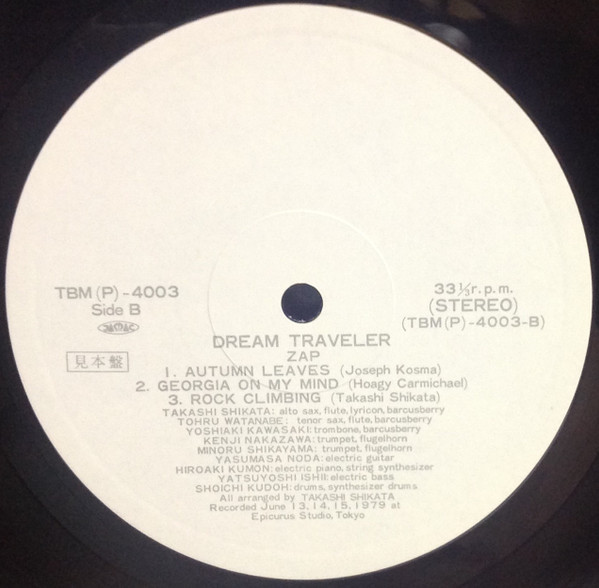 TBM(P)-4003
Side B
見本盤
33⅓r.p.m.
(STEREO)
(TBM(P)-4003-B)
DREAM TRAVELER
ZAP
1. AUTUMN LEAVES (Joseph Kosma)
2. GEORGIA ON MY MIND (Hoagy Carmichael)
3. ROCK CLIMBING (Takashi Shikata)
TAKASHI SHIKATA: alto sax, flute, lyricon, barcusberry
TOHRU WATANABE: tenor sax, flute, barcusberry
YOSHIAKI KAWASAKI: trombone, barcusberry
KENJI NAKAZAWA: trumpet, flugelhorn
MINORU SHIKAYAMA: trumpet, flugelhorn
YASUMASA NODA: electric guitar
HIROAKI KUMON: electric piano, string synthesizer
YATSUYOSHI ISHII: electric bass
SHOICHI KUDOH: drums, synthesizer drums
All arranged by TAKASHI SHIKATA
Recorded June 13, 14, 15, 1979 at
Epicurus Studio, Tokyo